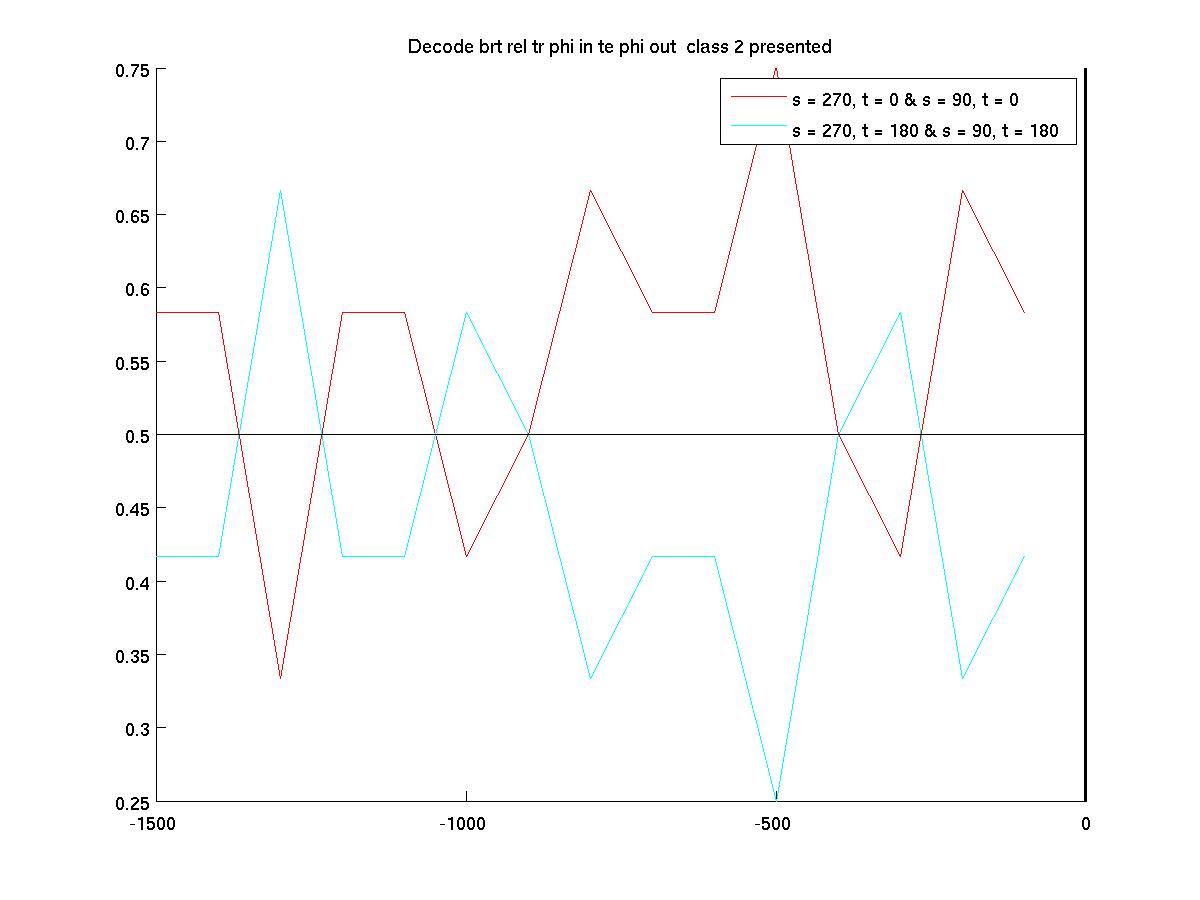 Decode brt rel tr phi in te phi out  class 2 presented
s = 270, t = 0 & s = 90, t = 0
s = 270, t = 180 & s = 90, t = 180
0.75
0.7
0.65
0.6
0.55
0.5
0.45
0.4
0.35
0.3
0.25
-1500 -1000 -500 0